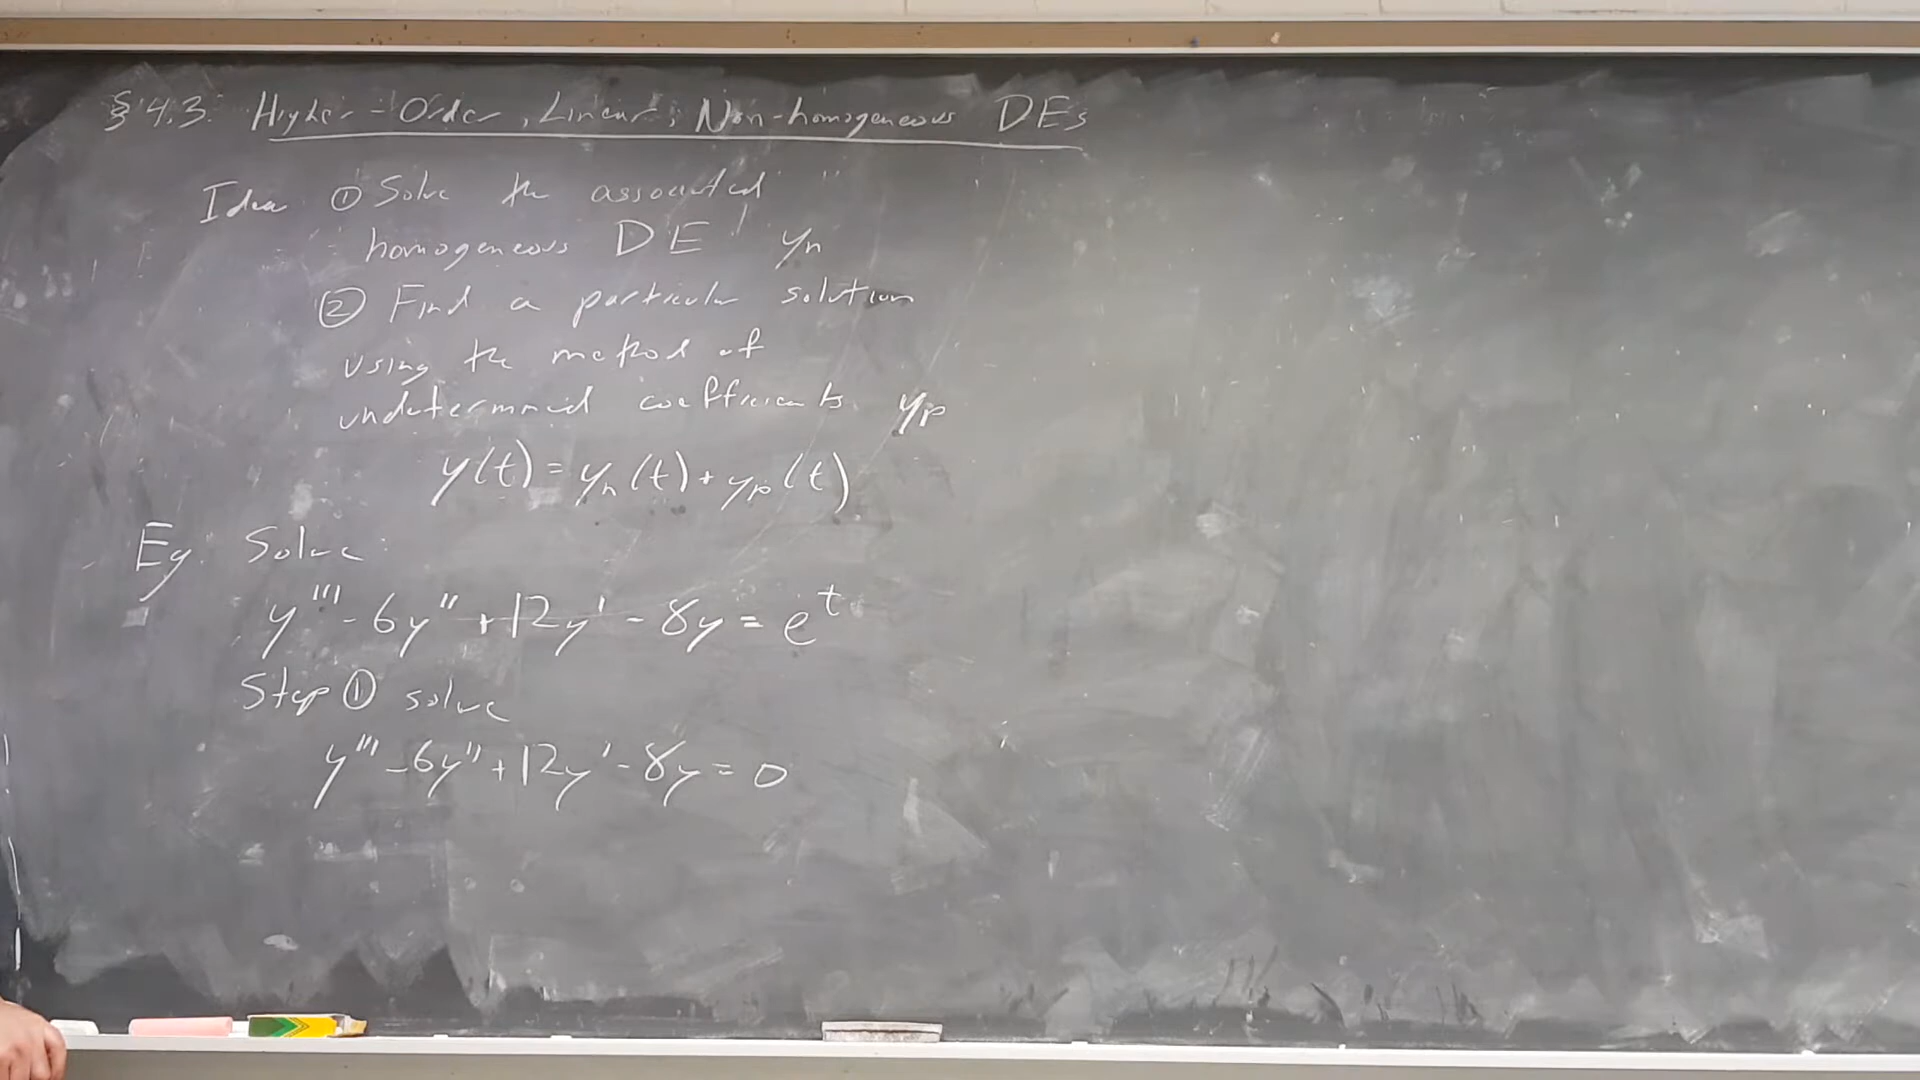 § 4.3. Higher-Order, Linear, Non-homogeneous DEs
Idea ① Solve the associated
homogeneous DE yₕ
② Find a particular solution
using the method of
undetermined coefficients yₚ
y(t) = yₕ(t) + yₚ(t)
Eg. Solve:
y''' - 6y'' + 12y' - 8y = eᵗ
Step ① solve
y''' - 6y'' + 12y' - 8y = 0